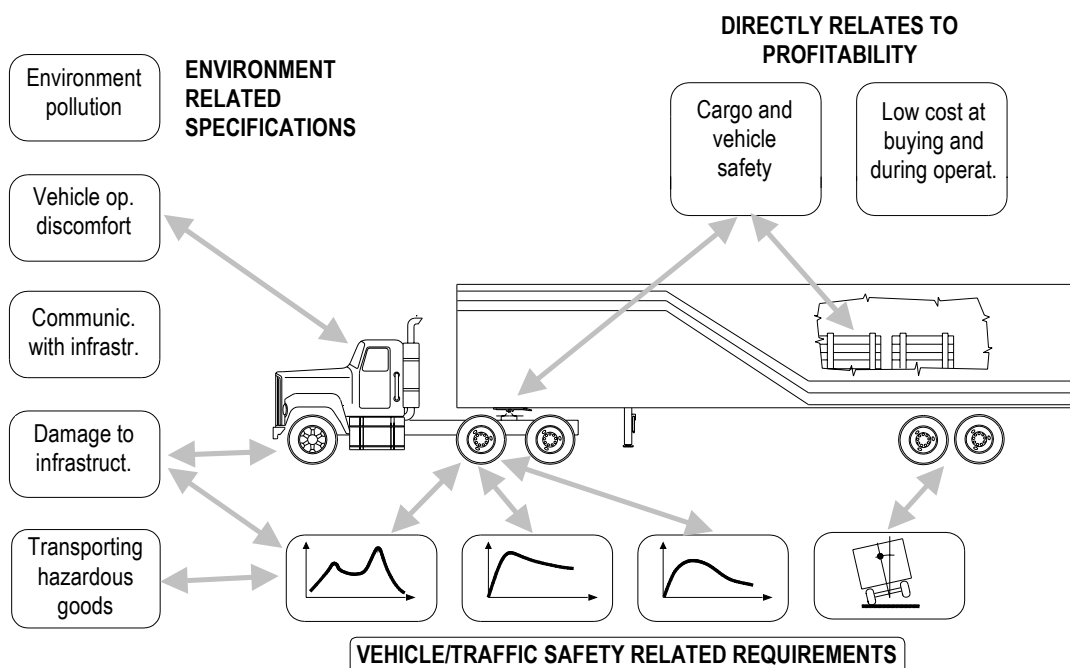 DIRECTLY RELATES TO
PROFITABILITY
Environment
pollution
ENVIRONMENT
RELATED
SPECIFICATIONS
Cargo and
vehicle
safety
Low cost at
buying and
during operat.
Vehicle op.
discomfort
Communic.
with infrastr.
Damage to
infrastruct.
Transporting
hazardous
goods
VEHICLE/TRAFFIC SAFETY RELATED REQUIREMENTS